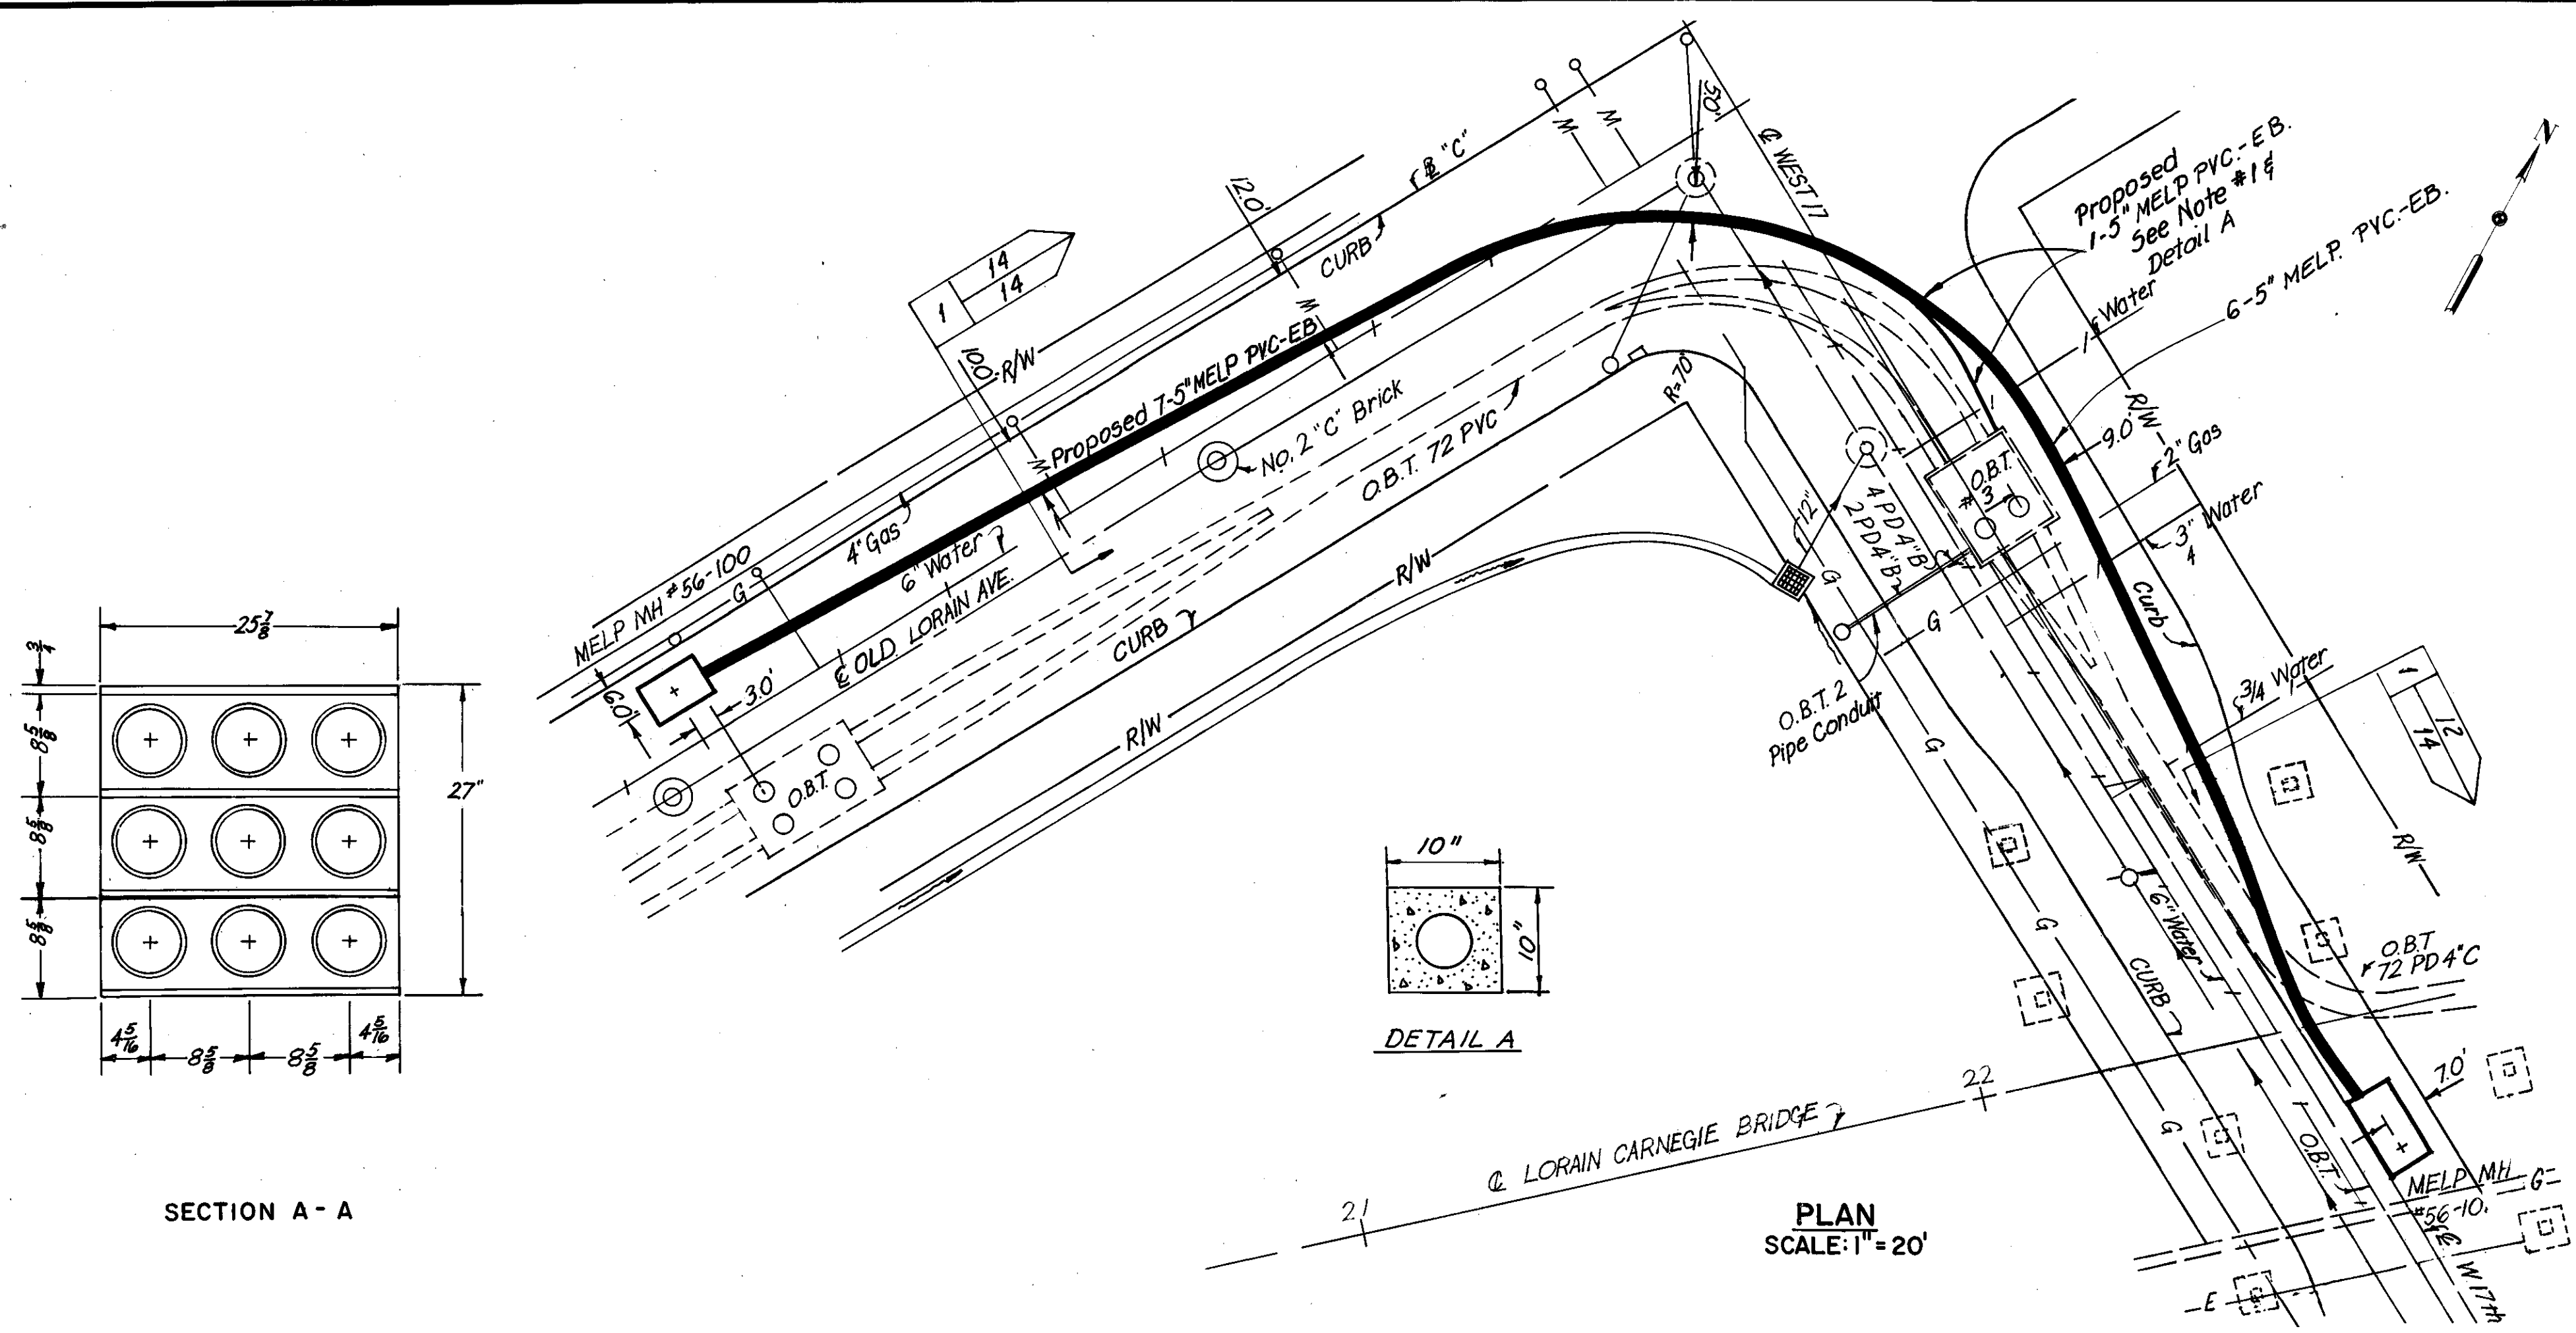 25 7/8
3/4
8 5/8
8 5/8
8 5/8
27"
4 5/16
8 5/8
8 5/8
4 5/16
SECTION A-A
MELP MH #56-100
G
6.0'
3.0'
O.B.T.
4" Gas
6" Water
℄ OLD LORAIN AVE.
CURB
R/W
1
14
14
10.0'
R/W
M
12.0'
M
CURB
Proposed 7-5" MELP PVC-EB
NO. 2 "C" Brick
O.B.T. 72 PVC
R/W
"C"
M
M
5.0'
℄ WEST 17
R=70'
12"
4 PD 4"B
2 PD 4"B
O.B.T.
#3
Proposed
1-5" MELP PVC.-EB.
See Note #1 &
Detail A
Water
6-5" MELP. PVC.-EB.
N
R/W
9.0'
2" Gas
3" Water
4
Curb
G
G
O.B.T. 2
Pipe Conduit
3/4 Water
1
12
14
R/W
G
G
G
6" Water
CURB
O.B.T.
72 PD 4"C
7.0'
10"
10"
DETAIL A
℄ LORAIN CARNEGIE BRIDGE
21
22
PLAN
SCALE: 1" = 20'
O.B.T.
MELP MH
#56-10.
G
E
℄ W. 17th